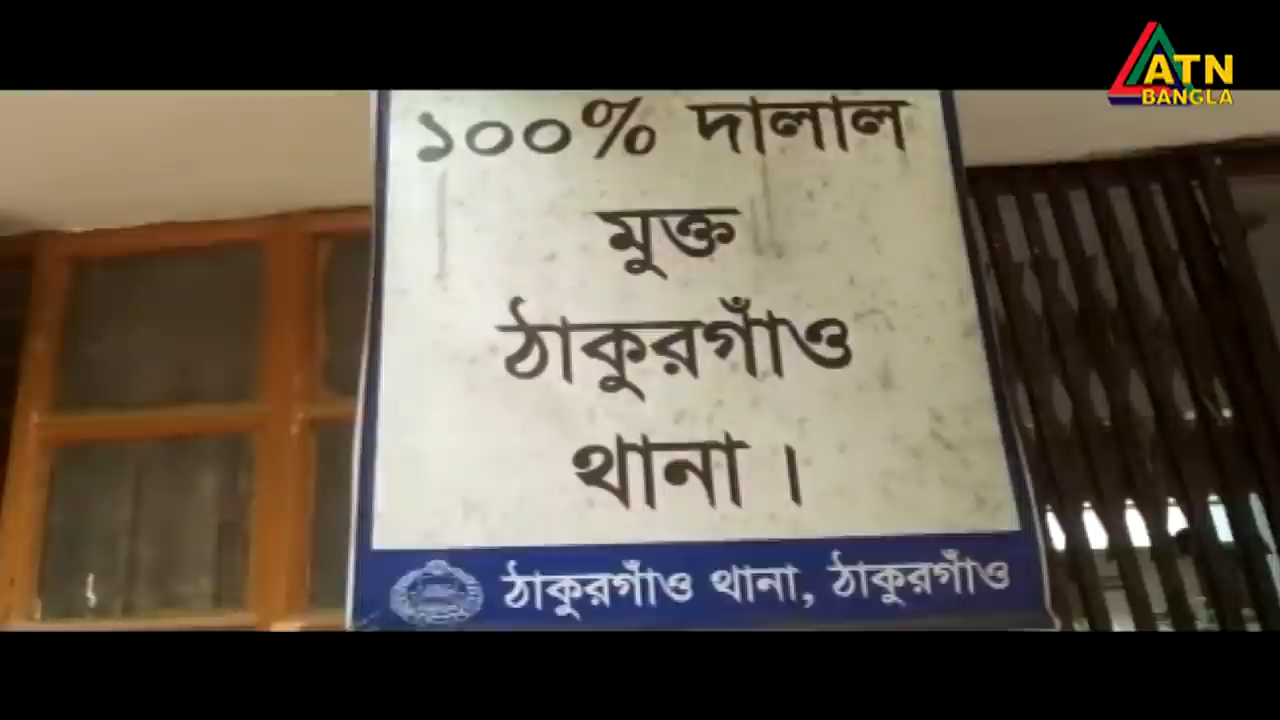 ATN
BANGLA
১০০% দালাল
মুক্ত
ঠাকুরগাঁও
থানা ।
ঠাকুরগাঁও থানা, ঠাকুরগাঁও